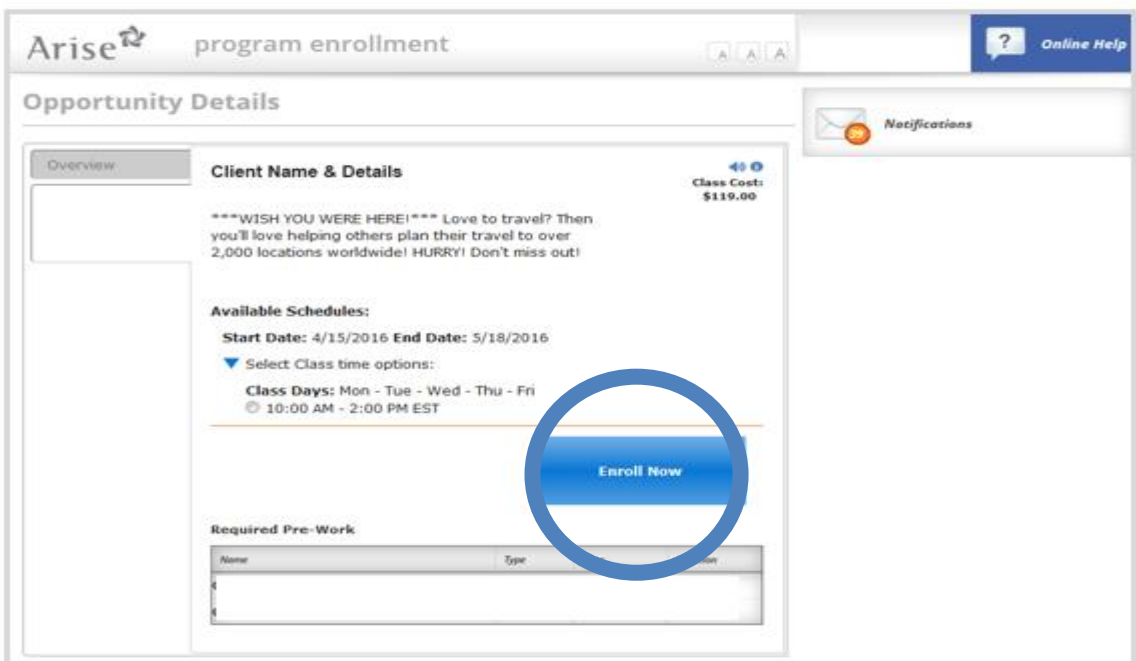 Arise program enrollment
A A A
? Online Help
Opportunity Details
39 Notifications
Overview
Client Name & Details
Class Cost:
$119.00
***WISH YOU WERE HERE!*** Love to travel? Then
you'll love helping others plan their travel to over
2,000 locations worldwide! HURRY! Don't miss out!
Available Schedules:
Start Date: 4/15/2016 End Date: 5/18/2016
Select Class time options:
Class Days: Mon - Tue - Wed - Thu - Fri
10:00 AM - 2:00 PM EST
Enroll Now
Required Pre-Work
Name Type